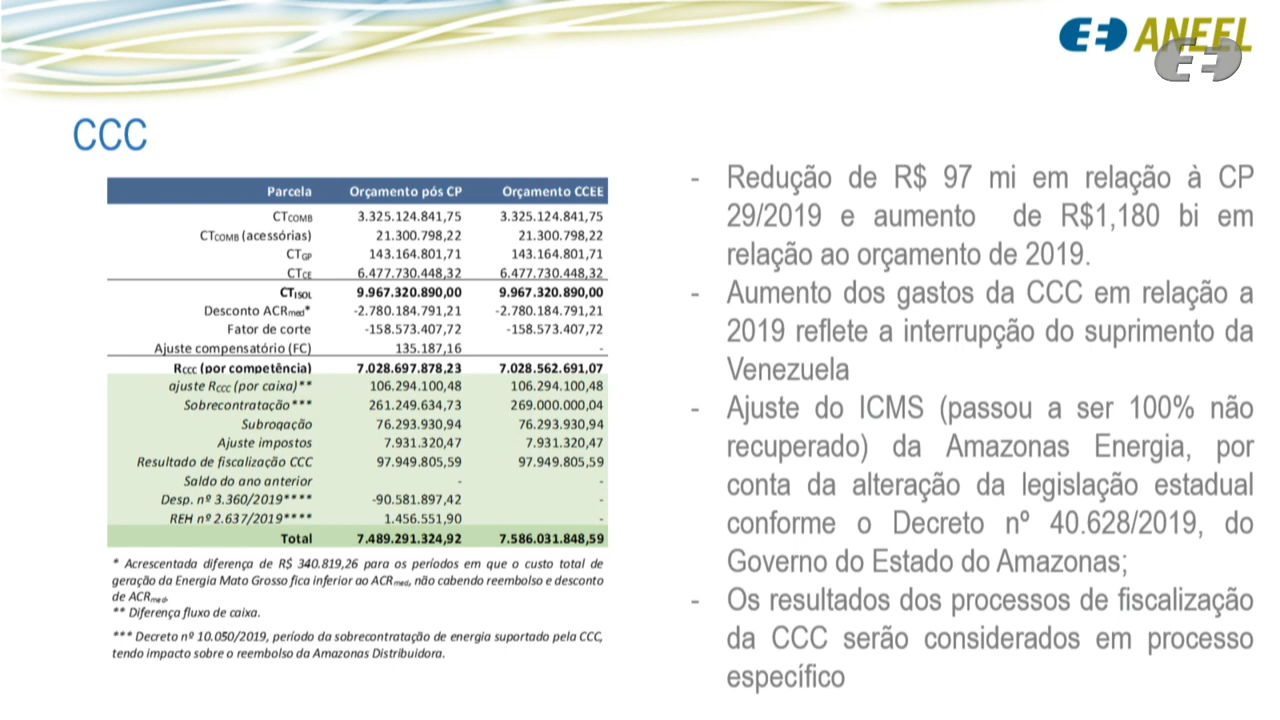 ANEEL
CCC
Parcela Orçamento pós CP Orçamento CCEE
CTCOMB 3.325.124.841,75 3.325.124.841,75
CTCOMB (acessórias) 21.300.798,22 21.300.798,22
CTGP 143.164.801,71 143.164.801,71
CTCE 6.477.730.448,32 6.477.730.448,32
CTISOL 9.967.320.890,00 9.967.320.890,00
Desconto ACRmed* -2.780.184.791,21 -2.780.184.791,21
Fator de corte -158.573.407,72 -158.573.407,72
Ajuste compensatório (FC) 135.187,16 -
RCCC (por competência) 7.028.697.878,23 7.028.562.691,07
ajuste RCCC (por caixa)** 106.294.100,48 106.294.100,48
Sobrecontratação*** 261.249.634,73 269.000.000,04
Subrogação 76.293.930,94 76.293.930,94
Ajuste impostos 7.931.320,47 7.931.320,47
Resultado de fiscalização CCC 97.949.805,59 97.949.805,59
Saldo do ano anterior - -
Desp. nº 3.360/2019**** -90.581.897,42 -
REH nº 2.637/2019**** 1.456.551,90 -
Total 7.489.291.324,92 7.586.031.848,59
* Acrescentada diferença de R$ 340.819,26 para os períodos em que o custo total de
geração da Energia Mato Grosso fica inferior ao ACRmed, não cabendo reembolso e desconto
de ACRmed.
** Diferença fluxo de caixa.
*** Decreto nº 10.050/2019, período da sobrecontratação de energia suportado pela CCC,
tendo impacto sobre o reembolso da Amazonas Distribuidora.
- Redução de R$ 97 mi em relação à CP
29/2019 e aumento de R$1,180 bi em
relação ao orçamento de 2019.
- Aumento dos gastos da CCC em relação a
2019 reflete a interrupção do suprimento da
Venezuela
- Ajuste do ICMS (passou a ser 100% não
recuperado) da Amazonas Energia, por
conta da alteração da legislação estadual
conforme o Decreto nº 40.628/2019, do
Governo do Estado do Amazonas;
- Os resultados dos processos de fiscalização
da CCC serão considerados em processo
específico